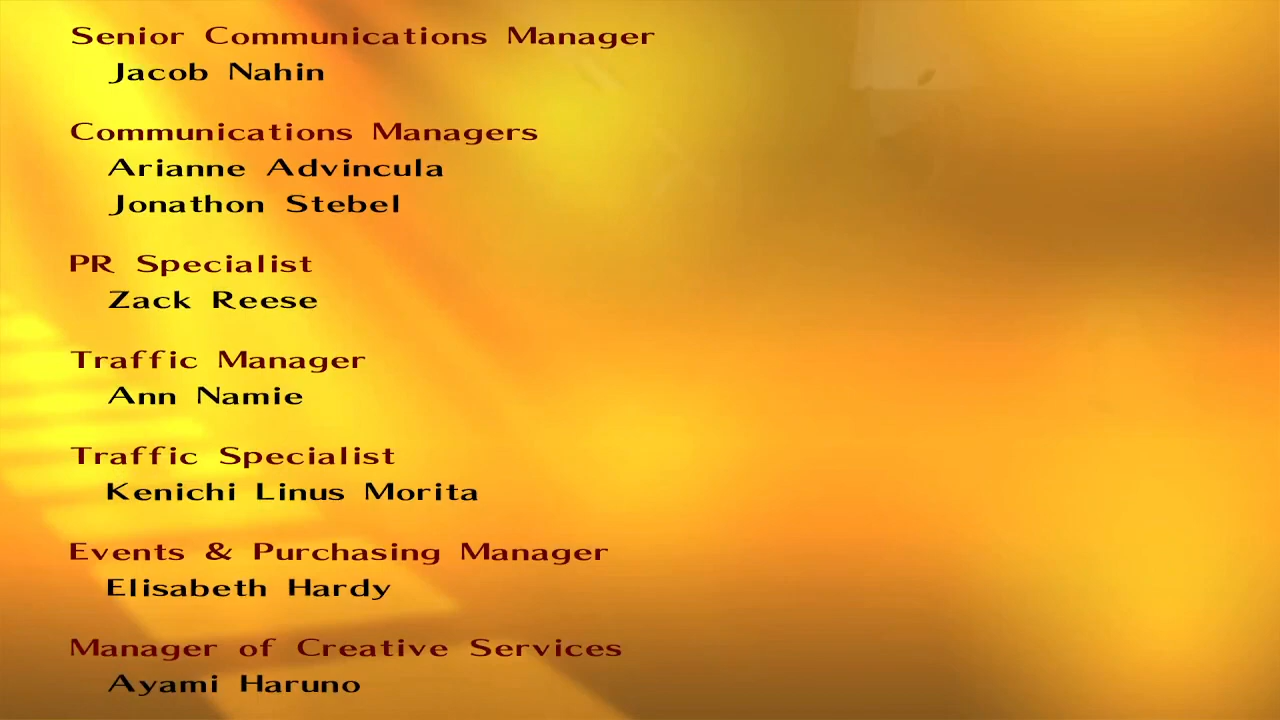 Senior Communications Manager
Jacob Nahin
Communications Managers
Arianne Advincula
Jonathon Stebel
PR Specialist
Zack Reese
Traffic Manager
Ann Namie
Traffic Specialist
Kenichi Linus Morita
Events & Purchasing Manager
Elisabeth Hardy
Manager of Creative Services
Ayami Haruno